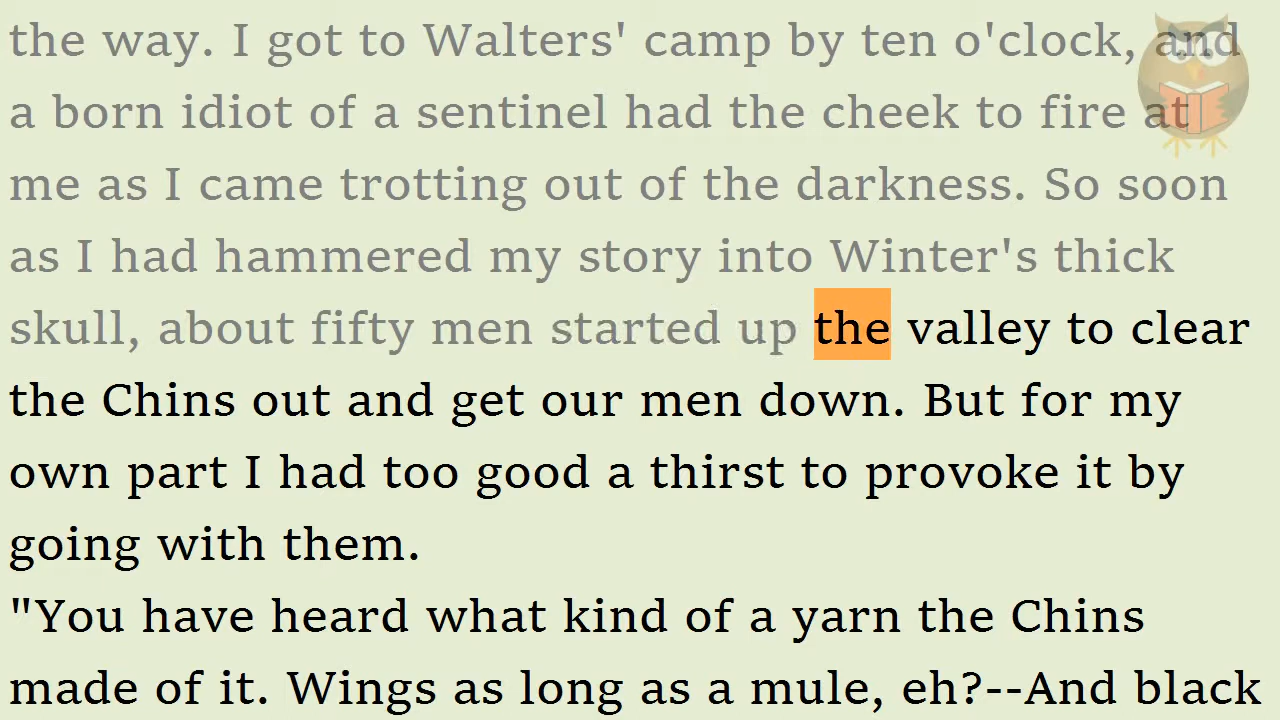 the way. I got to Walters' camp by ten o'clock, and
a born idiot of a sentinel had the cheek to fire at
me as I came trotting out of the darkness. So soon
as I had hammered my story into Winter's thick
skull, about fifty men started up the valley to clear
the Chins out and get our men down. But for my
own part I had too good a thirst to provoke it by
going with them.
"You have heard what kind of a yarn the Chins
made of it. Wings as long as a mule, eh?--And black